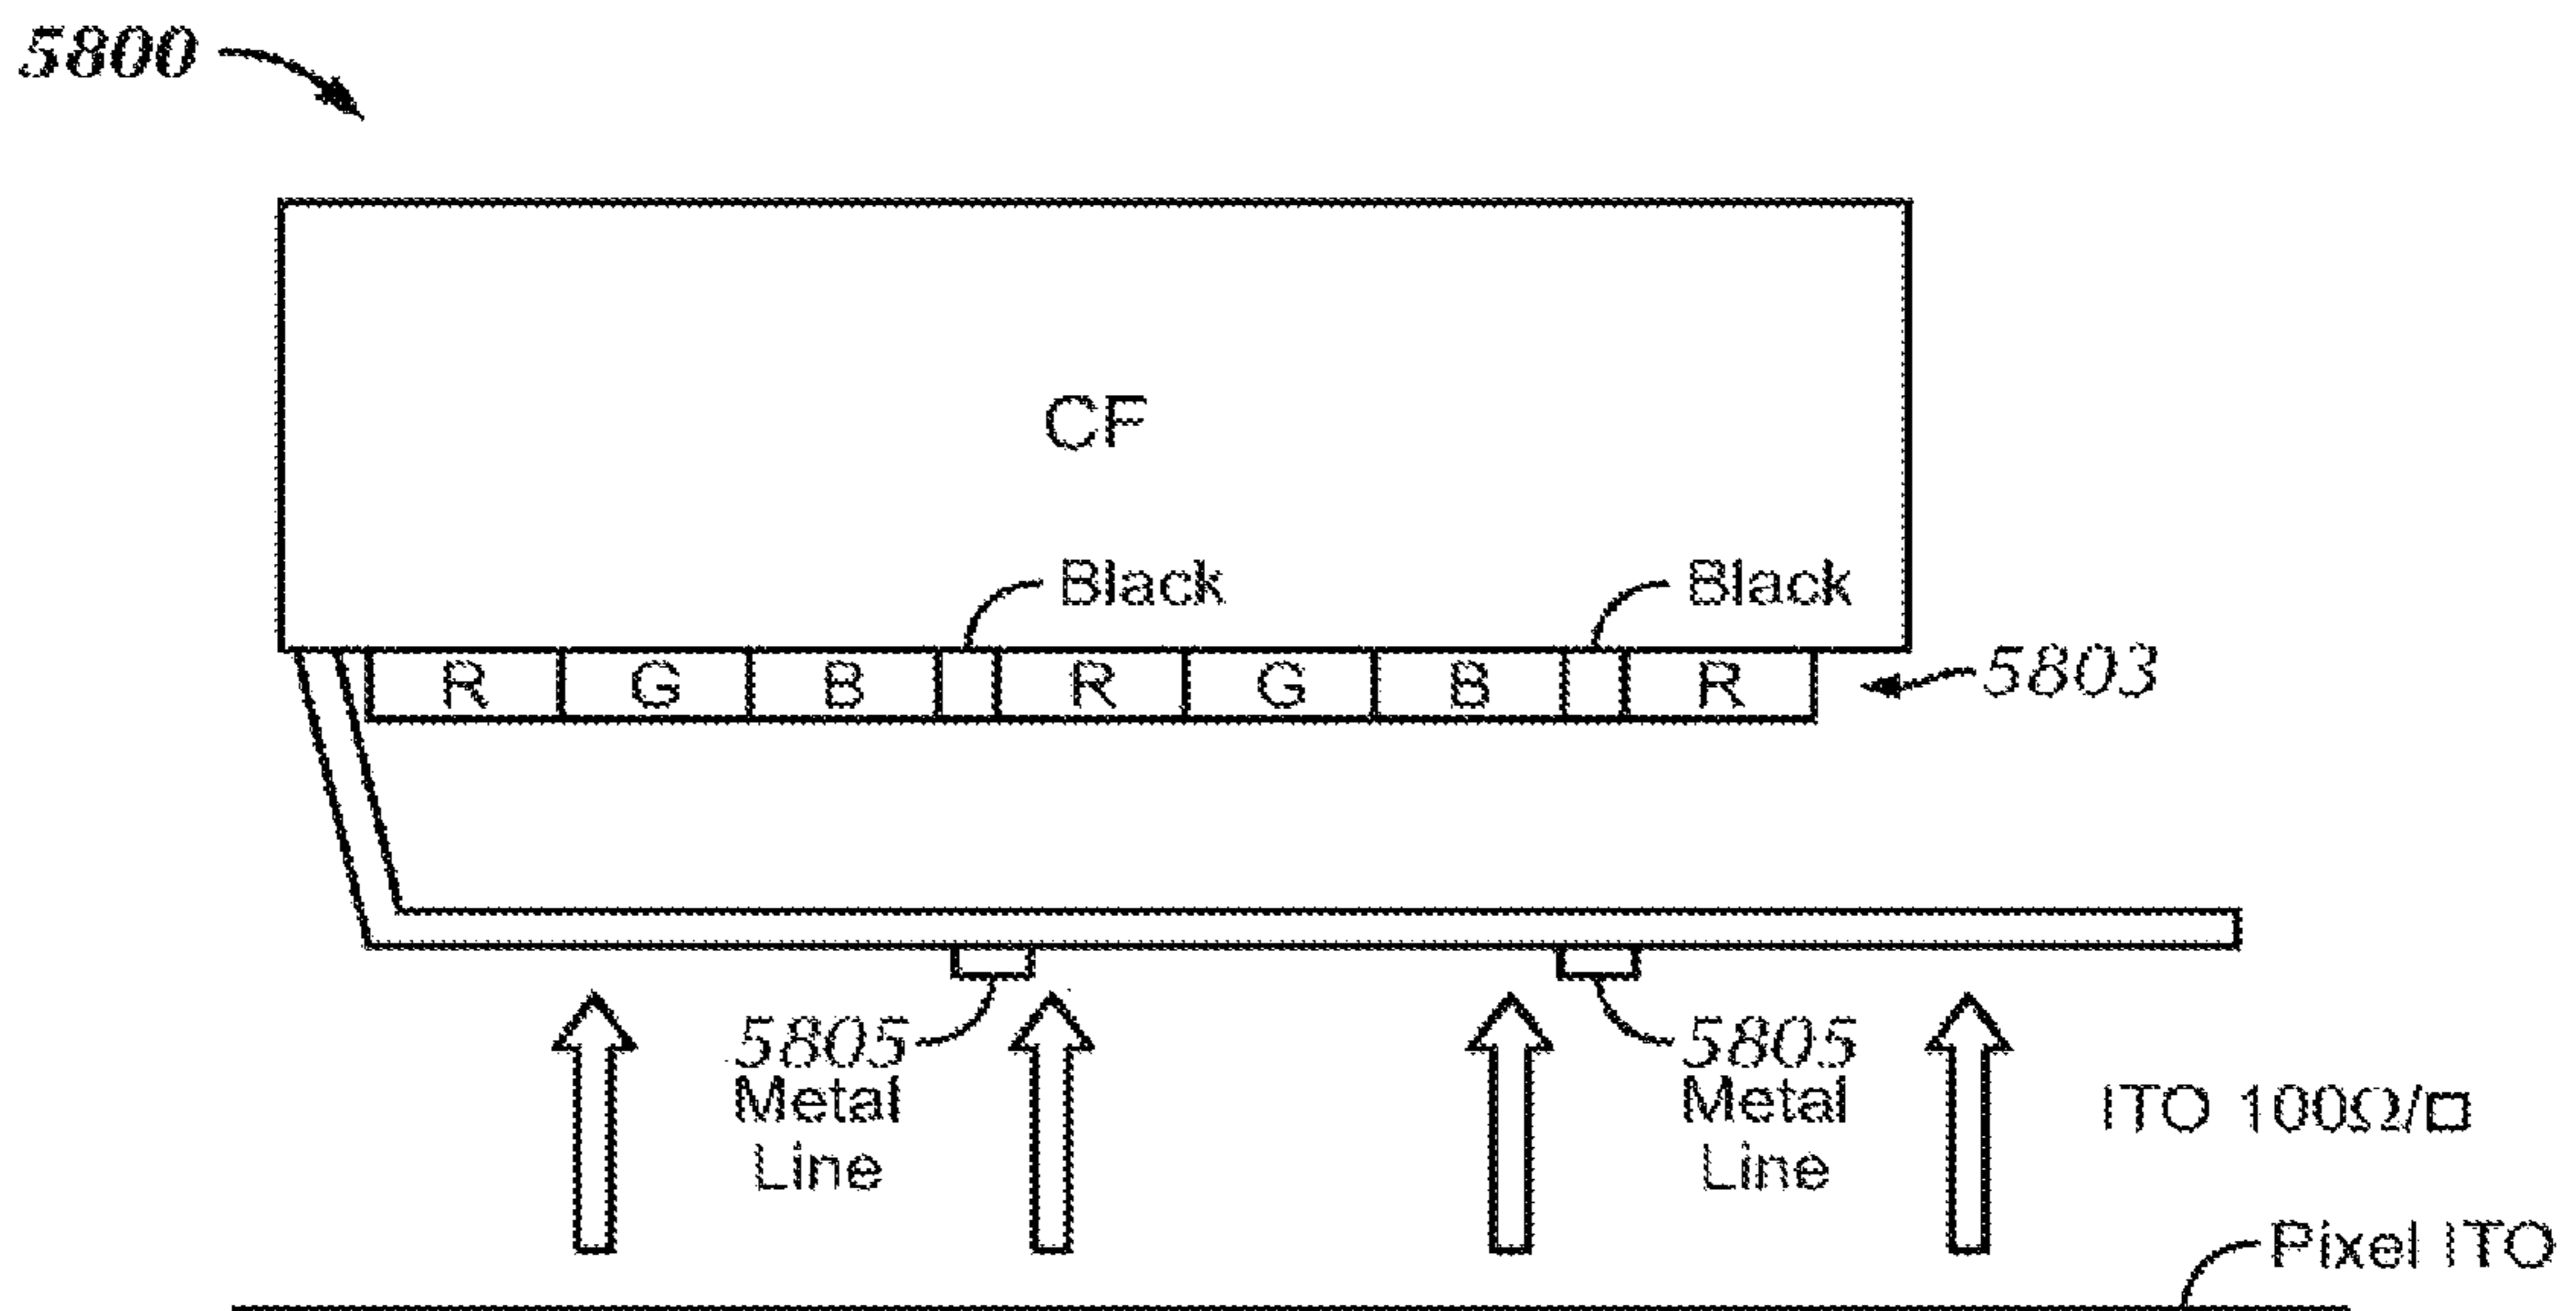 5800
CF
Black Black
R G B R G B R 5803
5805 5805
Metal Metal
Line Line
ITO 100Ω/□
Pixel ITO